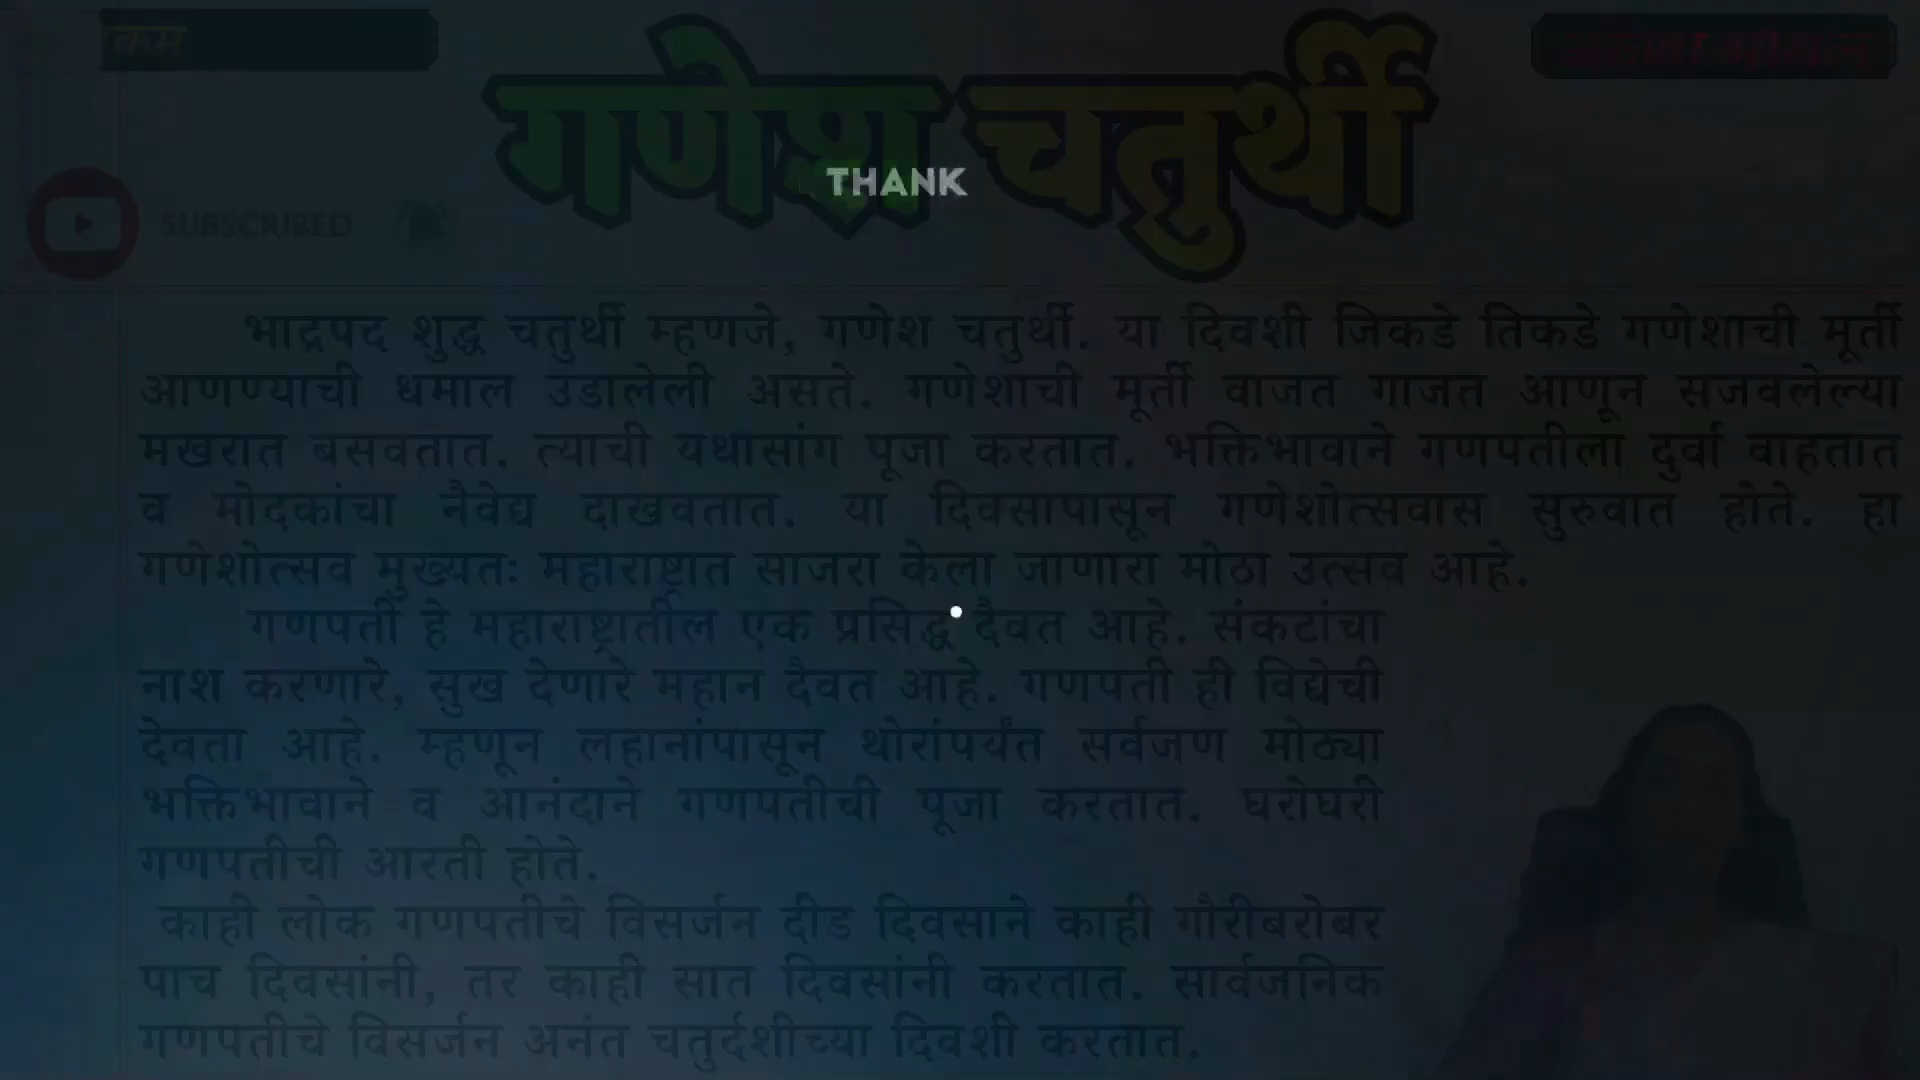 क्रम
गणेश चतुर्थी
THANK
SUBSCRIBED
भाद्रपद शुद्ध चतुर्थी म्हणजे, गणेश चतुर्थी. या दिवशी जिकडे तिकडे गणेशाची मूर्ती
आणण्याची धमाल उडालेली असते. गणेशाची मूर्ती वाजत गाजत आणून सजवलेल्या
मखरात बसवतात. त्याची यथासांग पूजा करतात. भक्तिभावाने गणपतीला दुर्वा वाहतात
व मोदकांचा नैवेद्य दाखवतात. या दिवसापासून गणेशोत्सवास सुरुवात होते. हा
गणेशोत्सव मुख्यतः महाराष्ट्रात साजरा केला जाणारा मोठा उत्सव आहे.
गणपती हे महाराष्ट्रातील एक प्रसिद्ध दैवत आहे. संकटांचा
नाश करणारे, सुख देणारे महान दैवत आहे. गणपती ही विद्येची
देवता आहे. म्हणून लहानांपासून थोरांपर्यंत सर्वजण मोठ्या
भक्तिभावाने व आनंदाने गणपतीची पूजा करतात. घरोघरी
गणपतीची आरती होते.
काही लोक गणपतीचे विसर्जन दीड दिवसाने काही गौरीबरोबर
पाच दिवसांनी, तर काही सात दिवसांनी करतात. सार्वजनिक
गणपतीचे विसर्जन अनंत चतुर्दशीच्या दिवशी करतात.